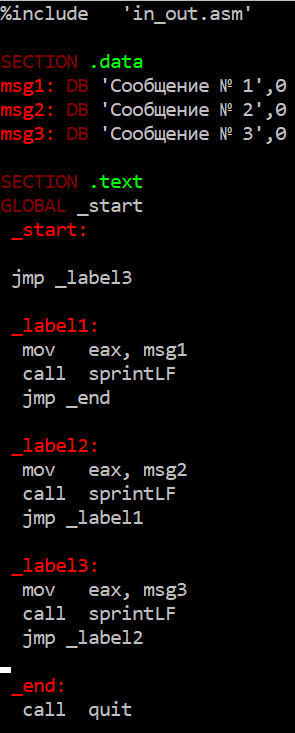 %include   'in_out.asm'
SECTION .data
msg1: DB 'Сообщение № 1',0
msg2: DB 'Сообщение № 2',0
msg3: DB 'Сообщение № 3',0
SECTION .text
GLOBAL _start
_start:
jmp _label3
_label1:
mov   eax, msg1
call  sprintLF
jmp _end
_label2:
mov   eax, msg2
call  sprintLF
jmp _label1
_label3:
mov   eax, msg3
call  sprintLF
jmp _label2
_end:
call  quit